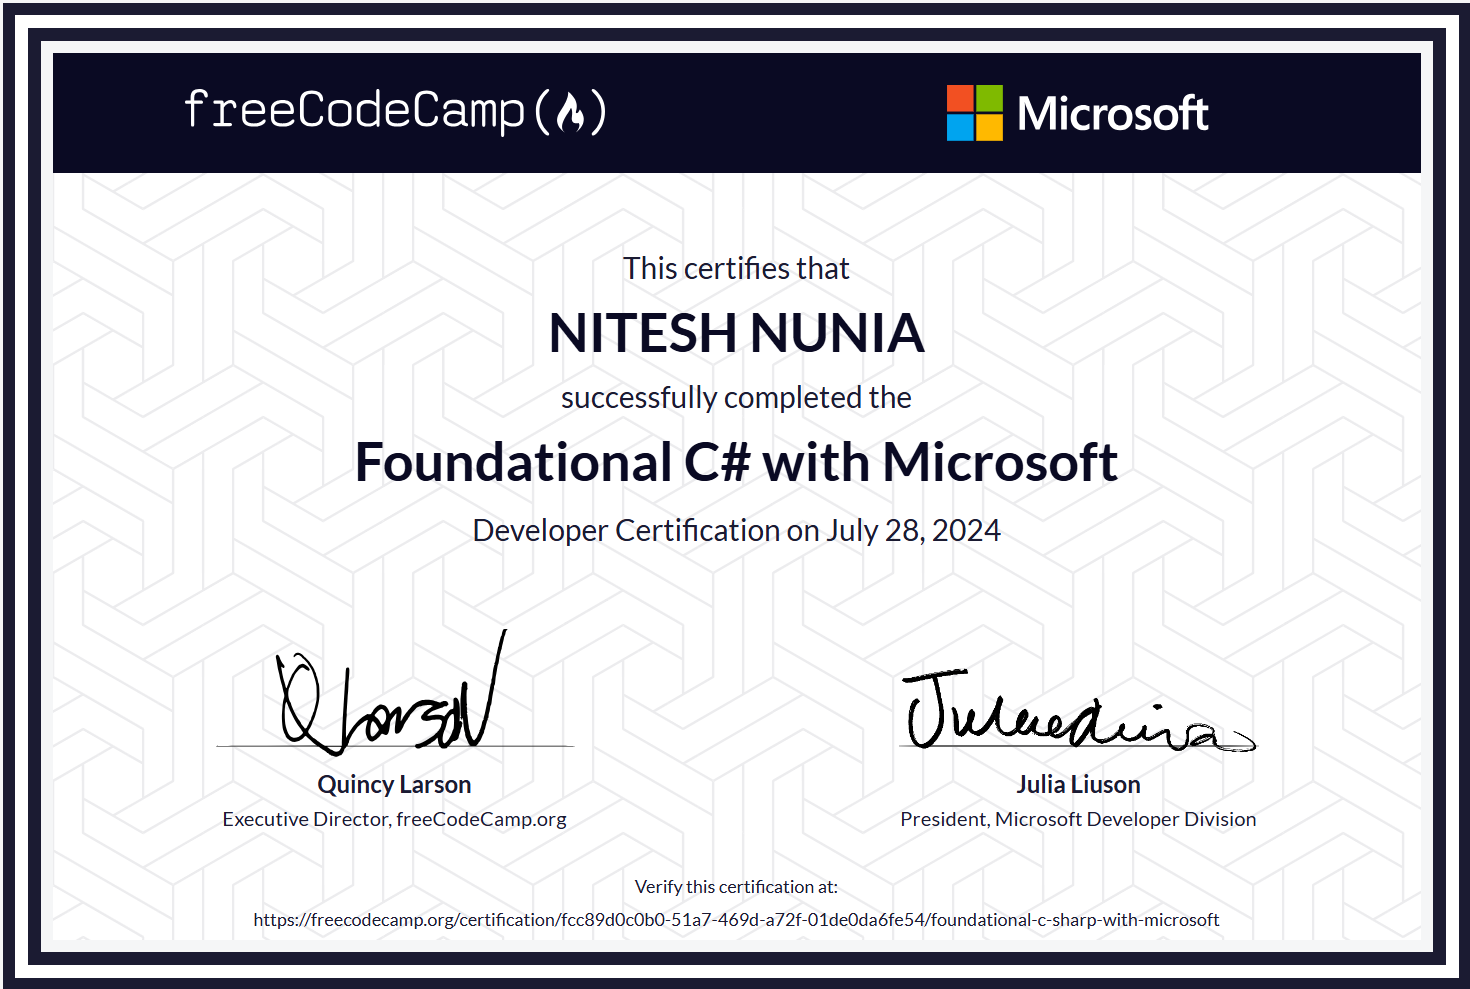 freeCodeCamp
Microsoft
This certifies that
NITESH NUNIA
successfully completed the
Foundational C# with Microsoft
Developer Certification on July 28, 2024
Quincy Larson
Executive Director, freeCodeCamp.org
Julia Liuson
President, Microsoft Developer Division
Verify this certification at:
https://freecodecamp.org/certification/fcc89d0c0b0-51a7-469d-a72f-01de0da6fe54/foundational-c-sharp-with-microsoft